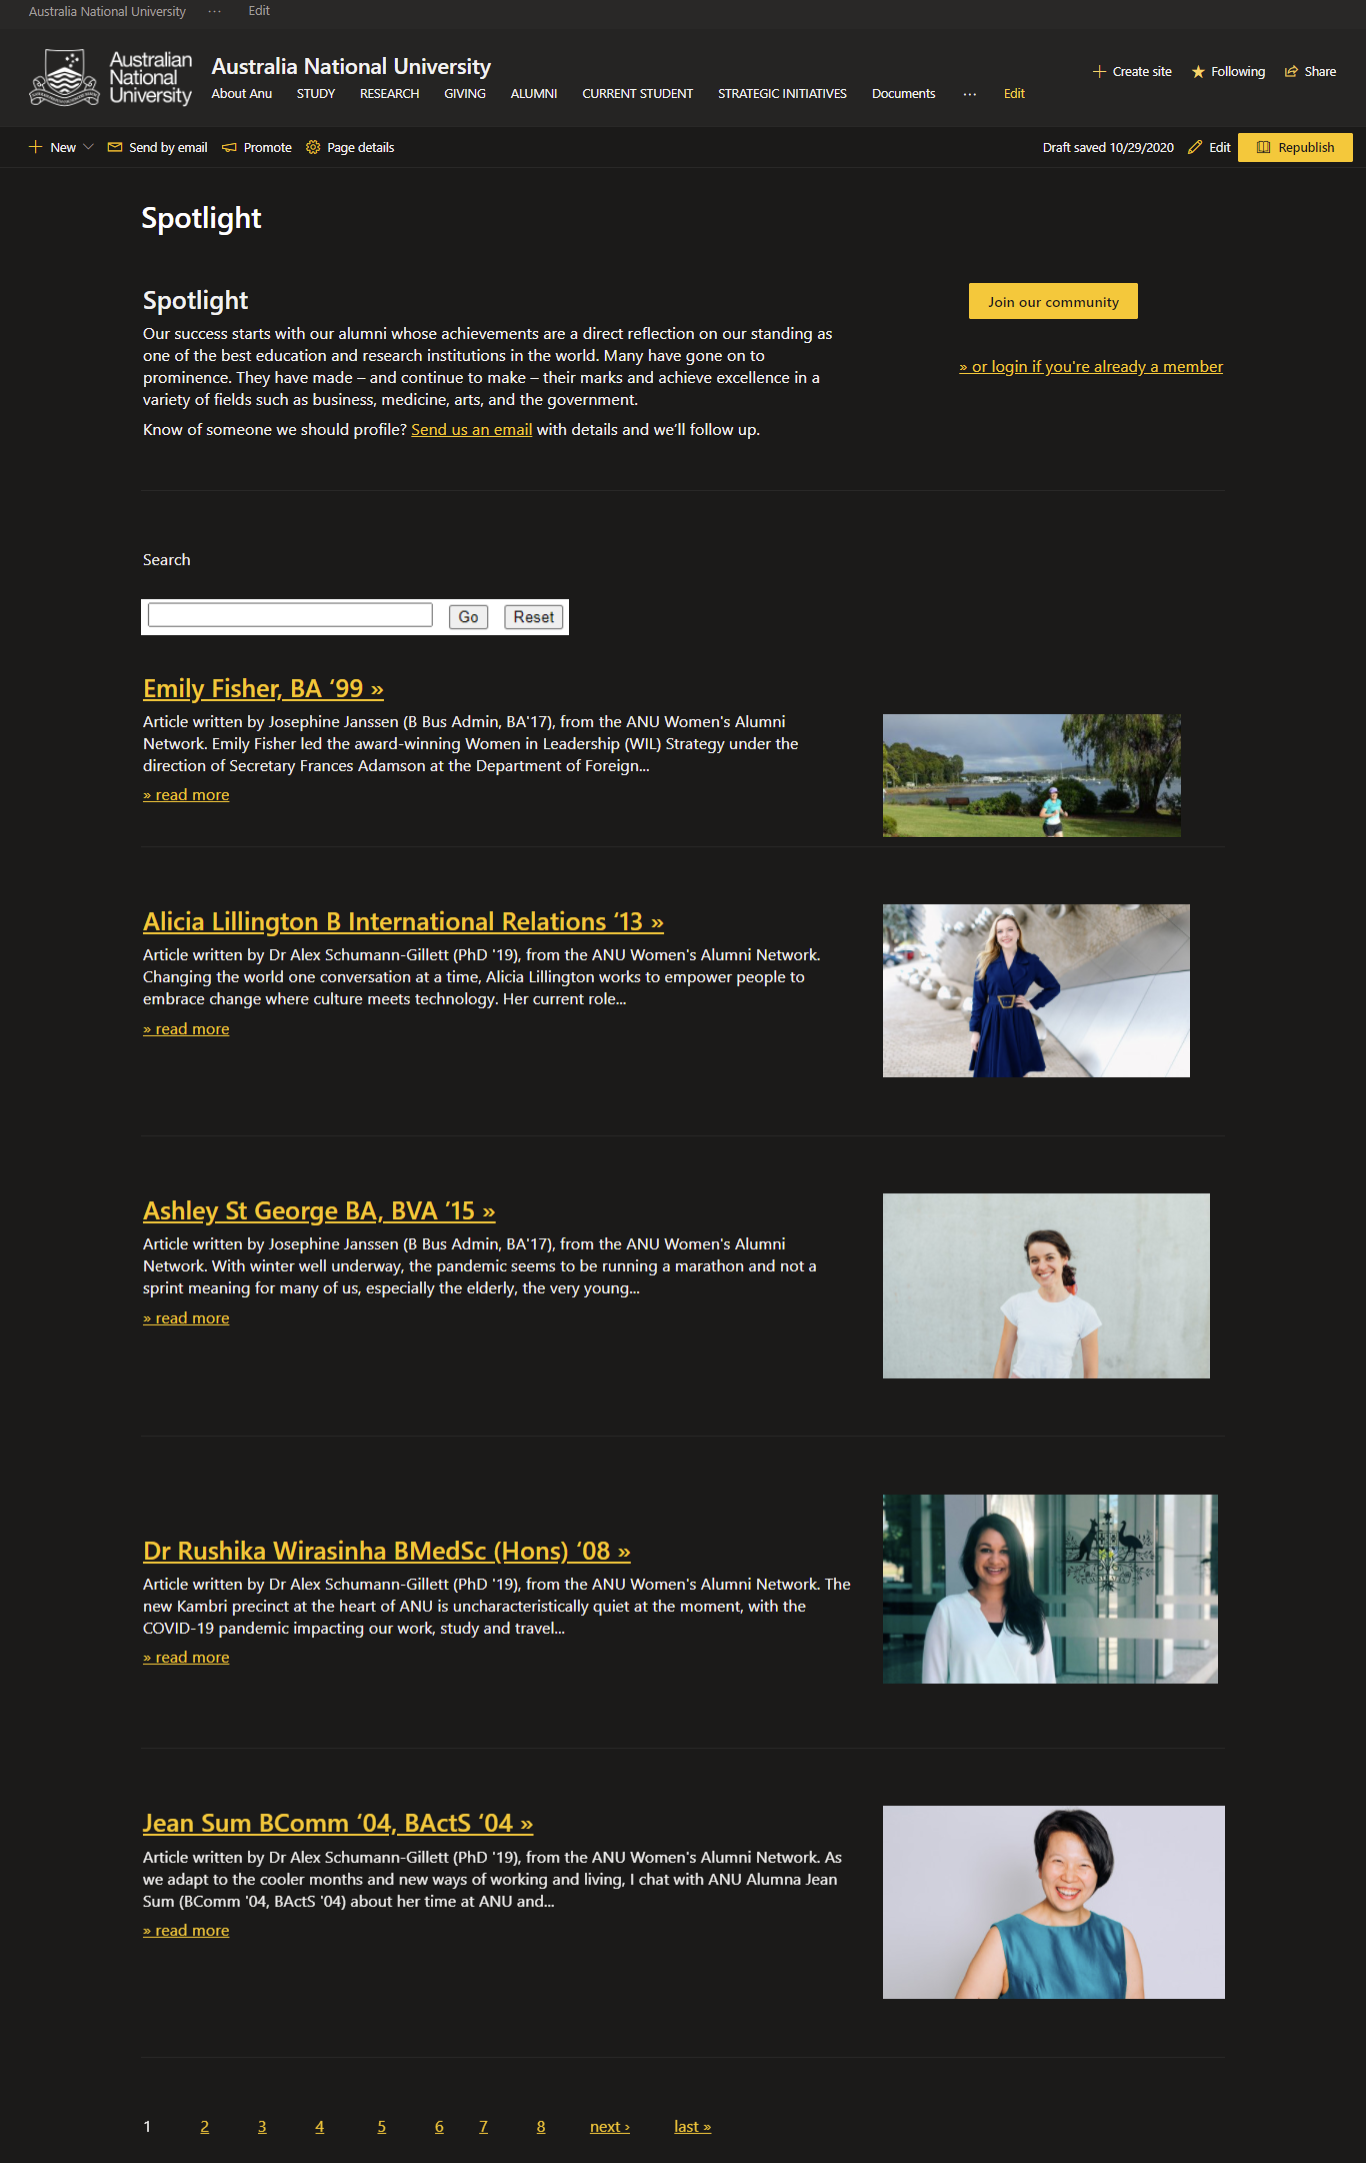 Australia National University ··· Edit
Australian
National
University
Australia National University
About Anu STUDY RESEARCH GIVING ALUMNI CURRENT STUDENT STRATEGIC INITIATIVES Documents ··· Edit
Create site Following Share
New Send by email Promote Page details Draft saved 10/29/2020 Edit Republish
Spotlight
Spotlight
Our success starts with our alumni whose achievements are a direct reflection on our standing as
one of the best education and research institutions in the world. Many have gone on to
prominence. They have made – and continue to make – their marks and achieve excellence in a
variety of fields such as business, medicine, arts, and the government.
Know of someone we should profile? Send us an email with details and we'll follow up.
Join our community
» or login if you're already a member
Search
Go Reset
Emily Fisher, BA ‘99 »
Article written by Josephine Janssen (B Bus Admin, BA'17), from the ANU Women's Alumni
Network. Emily Fisher led the award-winning Women in Leadership (WIL) Strategy under the
direction of Secretary Frances Adamson at the Department of Foreign...
» read more
Alicia Lillington B International Relations ‘13 »
Article written by Dr Alex Schumann-Gillett (PhD '19), from the ANU Women's Alumni Network.
Changing the world one conversation at a time, Alicia Lillington works to empower people to
embrace change where culture meets technology. Her current role...
» read more
Ashley St George BA, BVA ’15 »
Article written by Josephine Janssen (B Bus Admin, BA'17), from the ANU Women's Alumni
Network. With winter well underway, the pandemic seems to be running a marathon and not a
sprint meaning for many of us, especially the elderly, the very young...
» read more
Dr Rushika Wirasinha BMedSc (Hons) ‘08 »
Article written by Dr Alex Schumann-Gillett (PhD '19), from the ANU Women's Alumni Network. The
new Kambri precinct at the heart of ANU is uncharacteristically quiet at the moment, with the
COVID-19 pandemic impacting our work, study and travel...
» read more
Jean Sum BComm ‘04, BActS ‘04 »
Article written by Dr Alex Schumann-Gillett (PhD '19), from the ANU Women's Alumni Network. As
we adapt to the cooler months and new ways of working and living, I chat with ANU Alumna Jean
Sum (BComm '04, BActS '04) about her time at ANU and...
» read more
1 2 3 4 5 6 7 8 next › last »